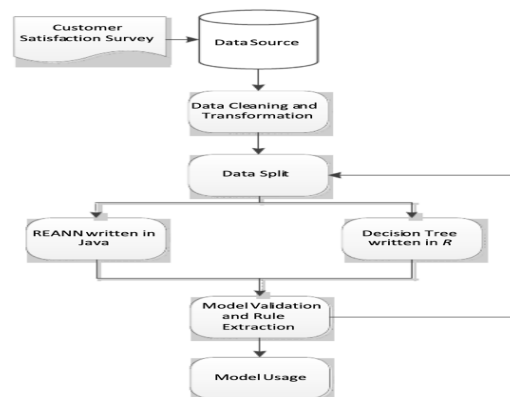 Customer
Satisfaction Survey
Data Source
Data Cleaning and
Transformation
Data Split
REANN written in
Java
Decision Tree
written in R
Model Validation
and Rule
Extraction
Model Usage